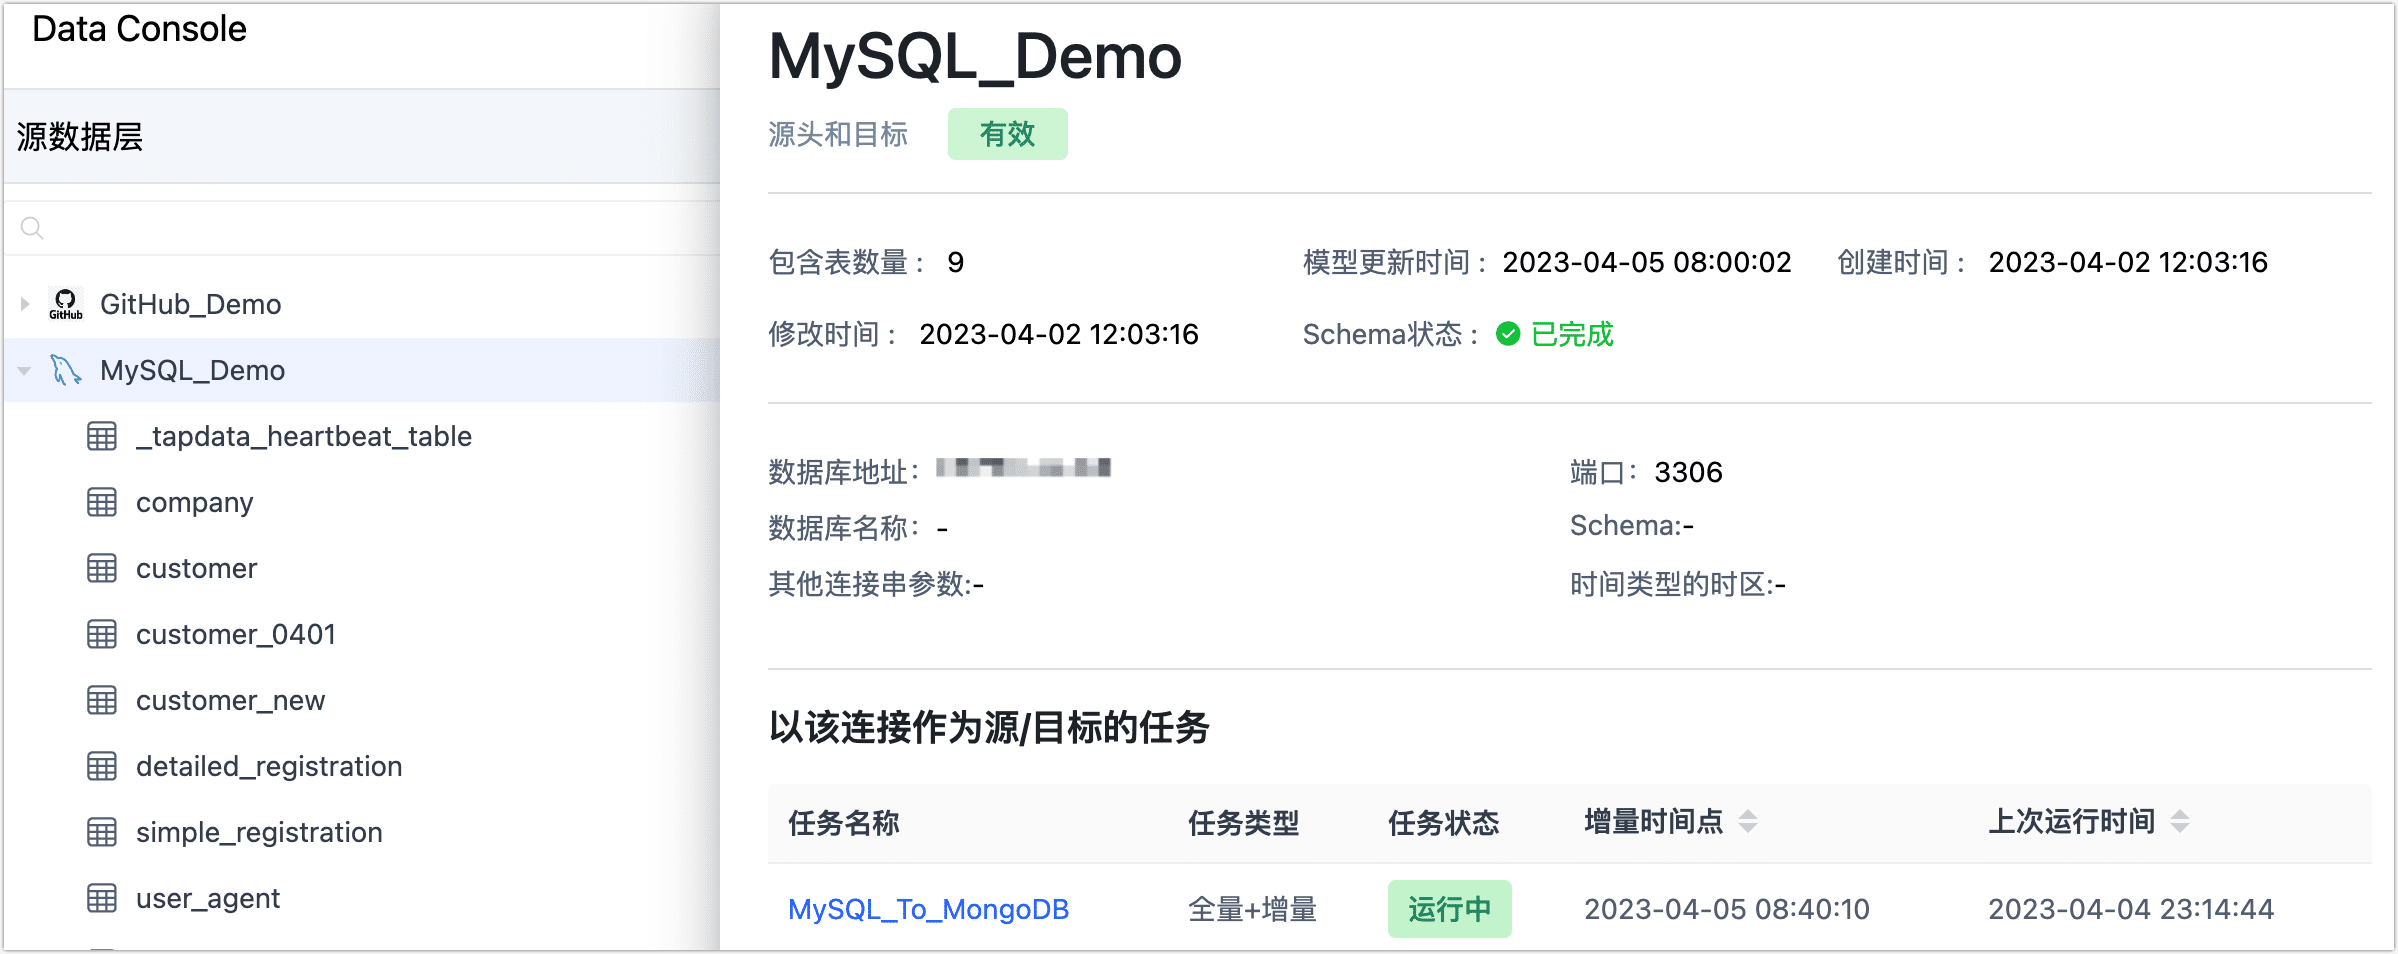 Data Console
源数据层
GitHub
GitHub_Demo
MySQL_Demo
_tapdata_heartbeat_table
company
customer
customer_0401
customer_new
detailed_registration
simple_registration
user_agent
MySQL_Demo
源头和目标 有效
包含表数量： 9 模型更新时间： 2023-04-05 08:00:02 创建时间： 2023-04-02 12:03:16
修改时间： 2023-04-02 12:03:16 Schema状态： 已完成
数据库地址： 端口： 3306
数据库名称： - Schema:-
其他连接串参数:- 时间类型的时区:-
以该连接作为源/目标的任务
任务名称 任务类型 任务状态 增量时间点 上次运行时间
MySQL_To_MongoDB 全量+增量 运行中 2023-04-05 08:40:10 2023-04-04 23:14:44